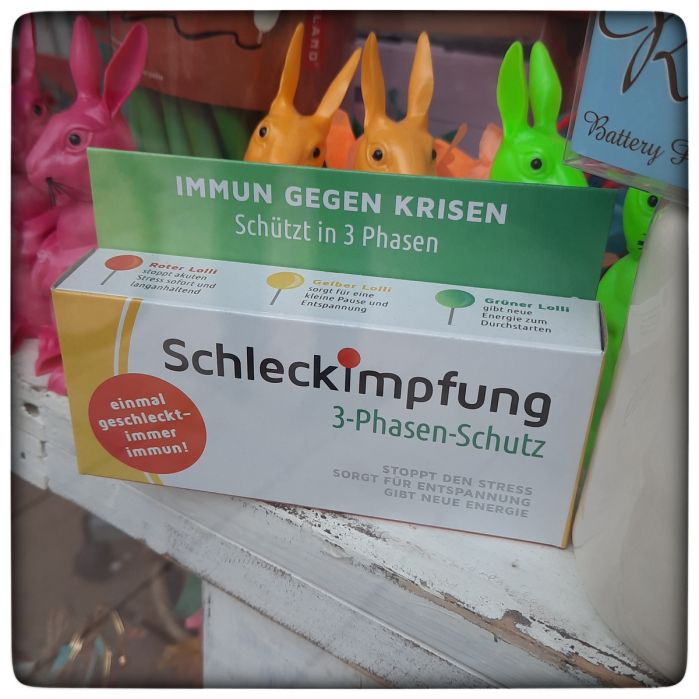 LAND
IMMUN GEGEN KRISEN
Schützt in 3 Phasen
Battery
Roter Lolli
stoppt akuten
Stress sofort und
langanhaltend
Gelber Lolli
sorgt für eine
kleine Pause und
Entspannung
Grüner Lolli
gibt neue
Energie zum
Durchstarten
Schleckimpfung
3-Phasen-Schutz
einmal
geschleckt-
immer
immun!
STOPPT DEN STRESS
SORGT FÜR ENTSPANNUNG
GIBT NEUE ENERGIE